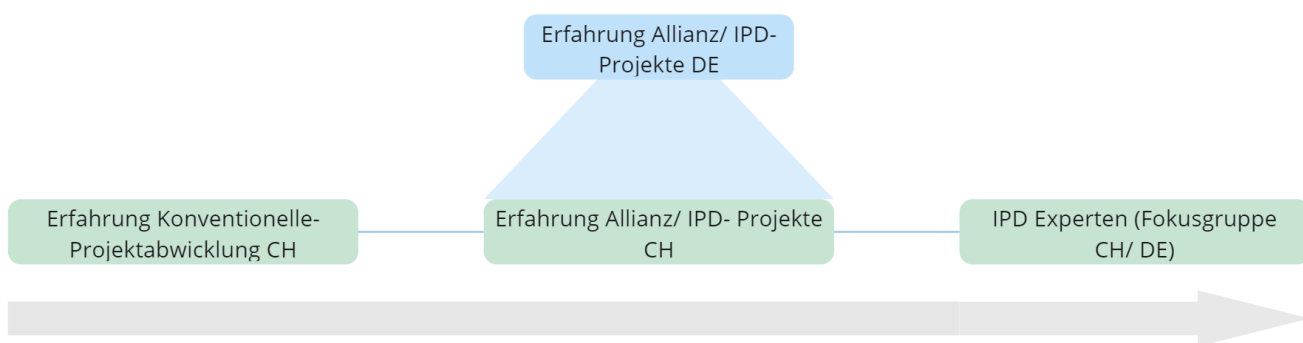 Erfahrung Allianz/ IPD-
Projekte DE
Erfahrung Konventionelle-
Projektabwicklung CH
Erfahrung Allianz/ IPD- Projekte
CH
IPD Experten (Fokusgruppe
CH/ DE)